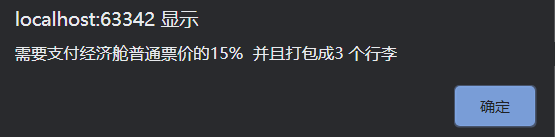 localhost:63342 显示
需要支付经济舱普通票价的15%  并且打包成3 个行李
确定